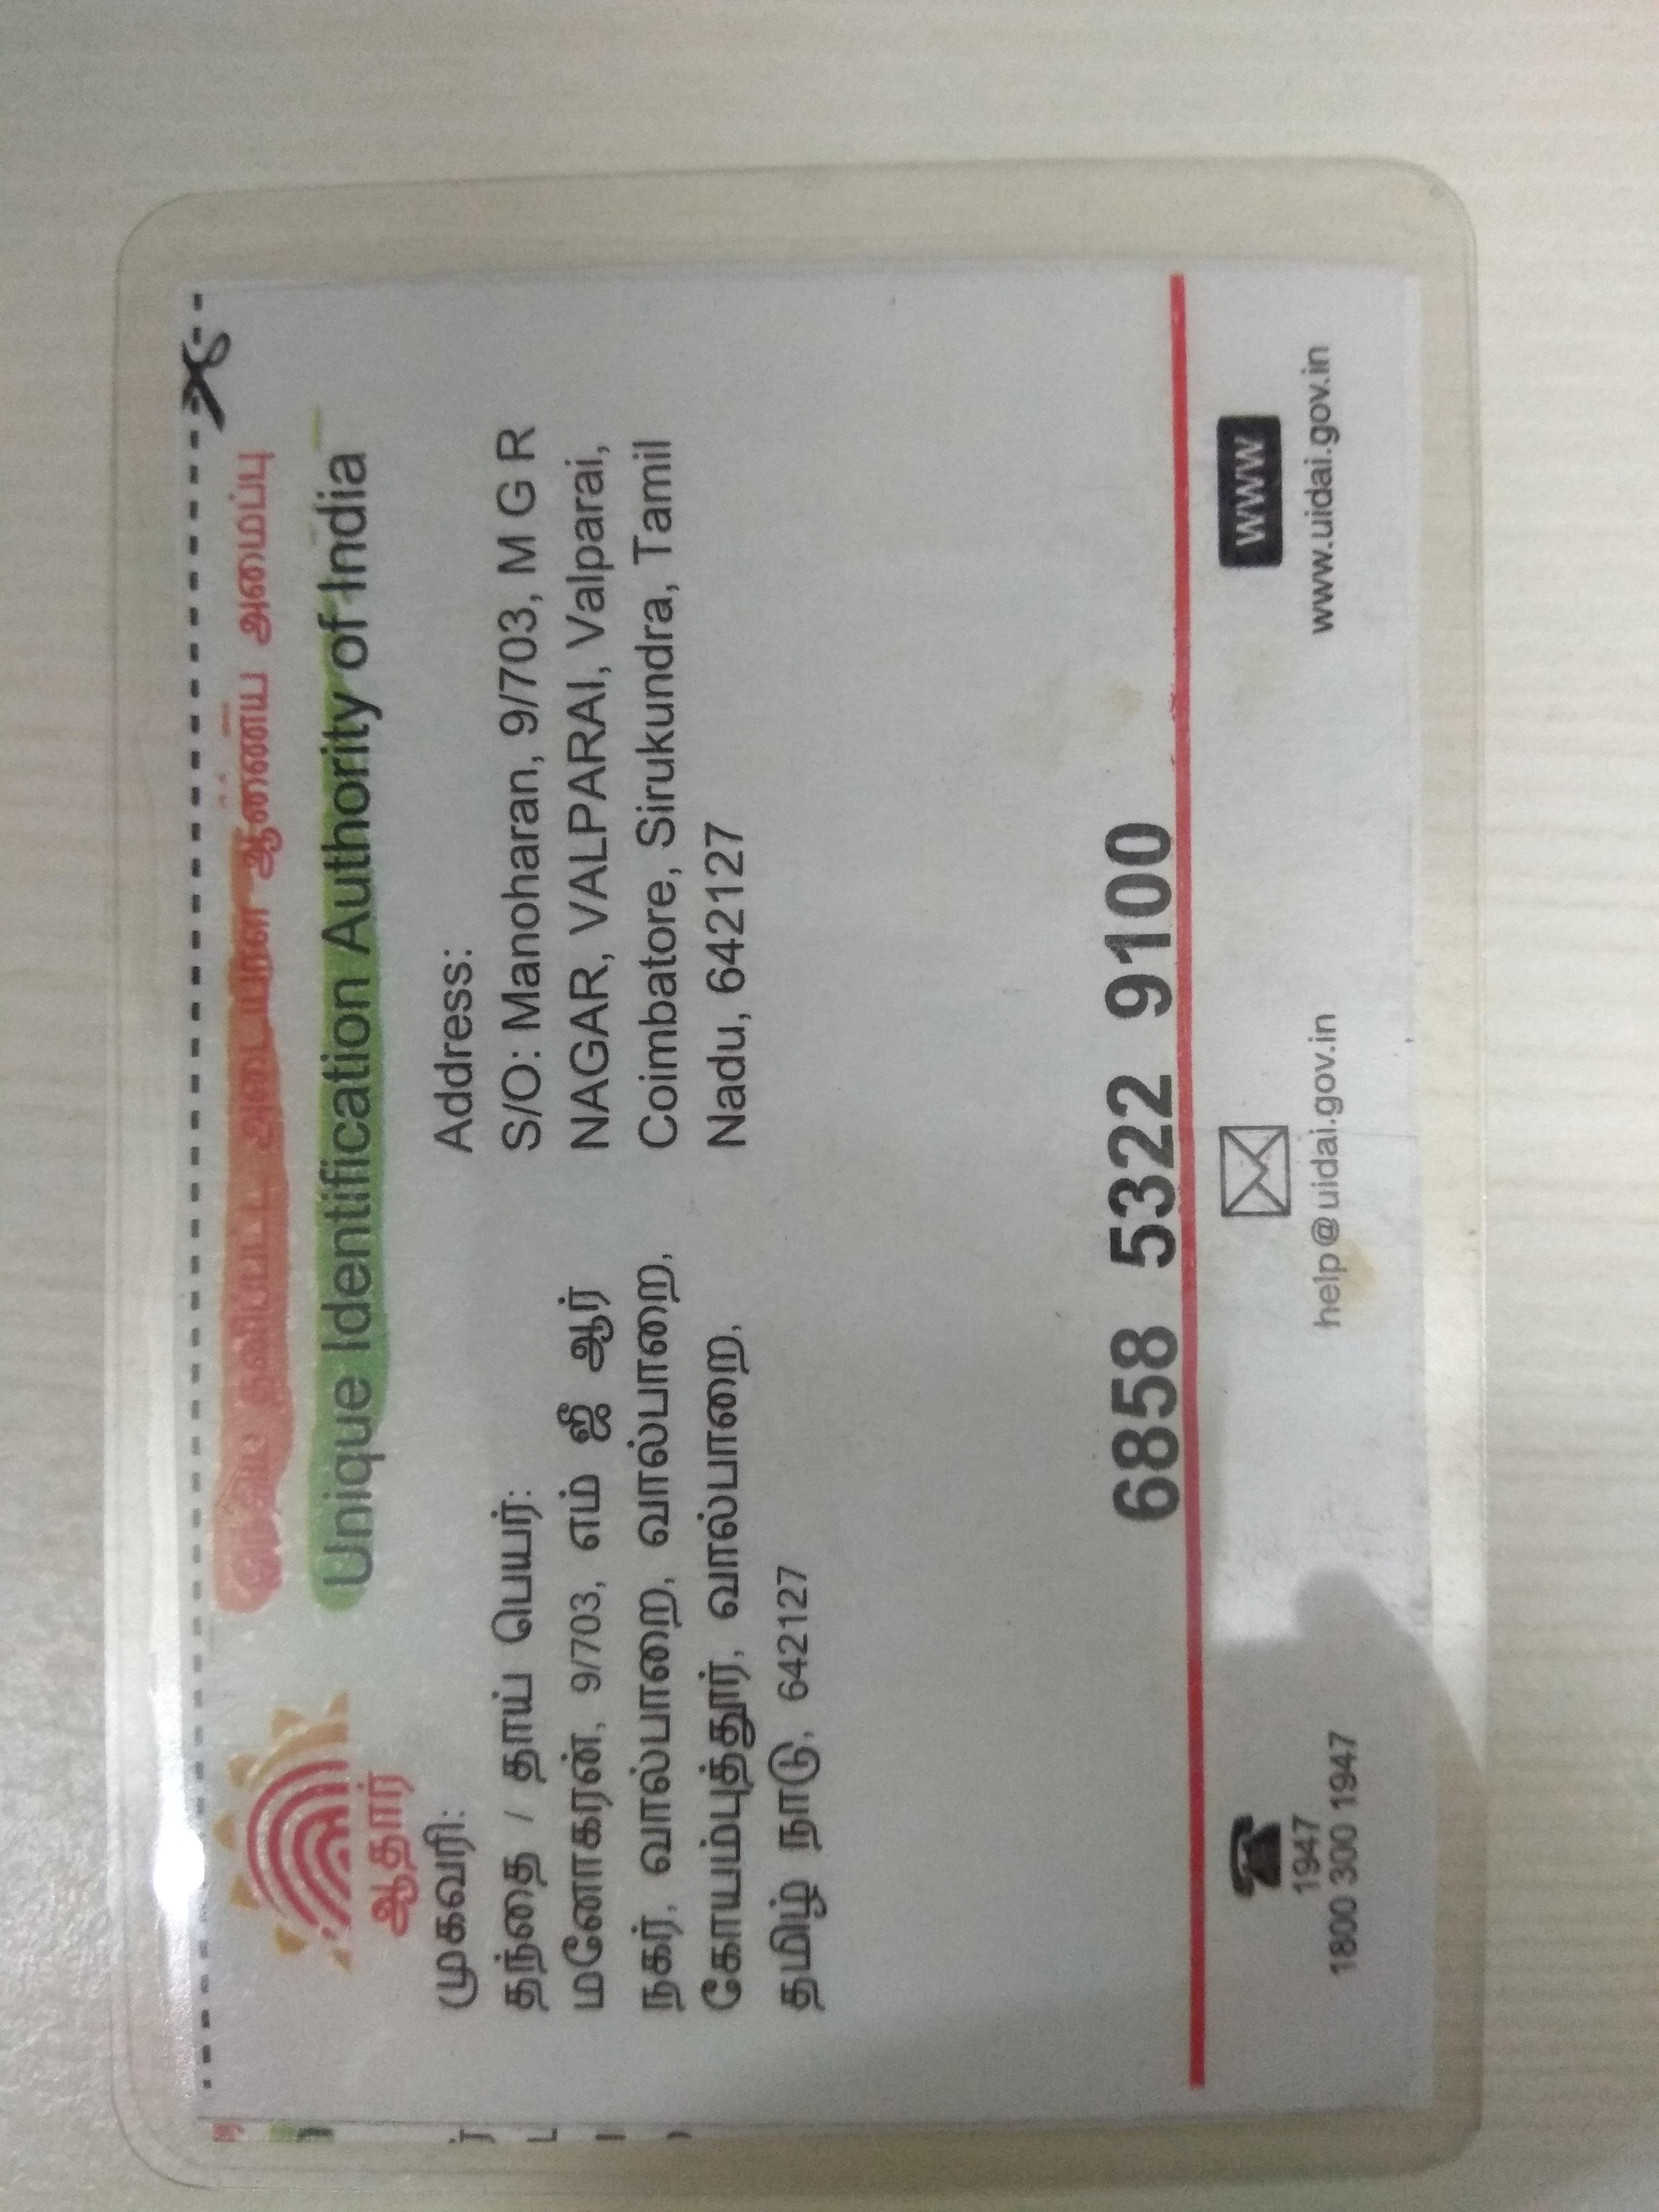 ஆதார்
ஆணைய அமைப்பு
Unique Identification Authority of India
முகவரி:
தந்தை / தாய் பெயர்:
மனோகரன், 9/703, எம் ஜீ ஆர்
நகர், வால்பாறை, வால்பாறை,
கோயம்புத்தூர், வால்பாறை,
தமிழ் நாடு, 642127
Address:
S/O: Manoharan, 9/703, M G R
NAGAR, VALPARAI, Valparai,
Coimbatore, Sirukundra, Tamil
Nadu, 642127
6858 5322 9100
1947
1800 300 1947
help@uidai.gov.in
WWW
www.uidai.gov.in